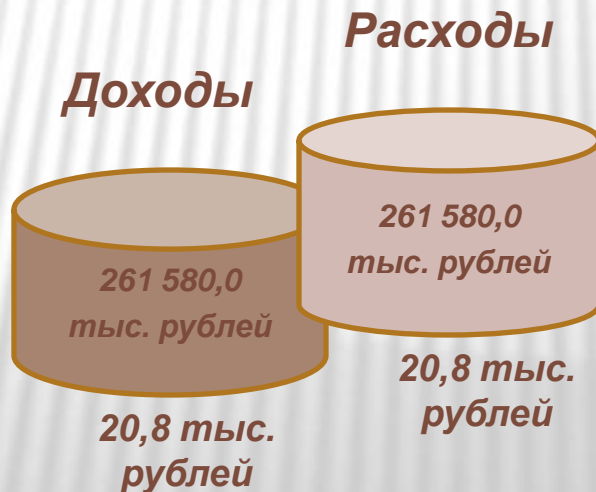 Расходы
Доходы
261 580,0
тыс. рублей
261 580,0
тыс. рублей
20,8 тыс.
рублей
20,8 тыс.
рублей